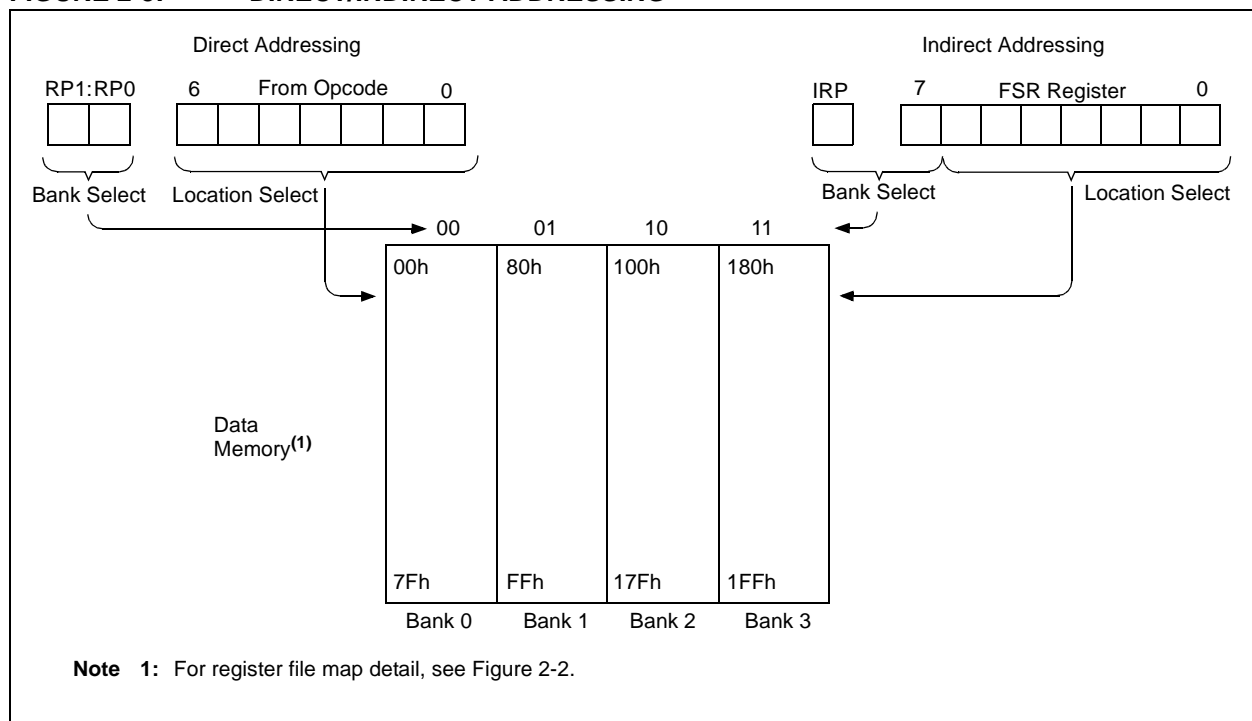 Direct Addressing
Indirect Addressing
RP1:RP0 6 From Opcode 0
IRP 7 FSR Register 0
Bank Select Location Select
Bank Select Location Select
00 01 10 11
00h 80h 100h 180h
Data
Memory(1)
7Fh FFh 17Fh 1FFh
Bank 0 Bank 1 Bank 2 Bank 3
Note 1: For register file map detail, see Figure 2-2.